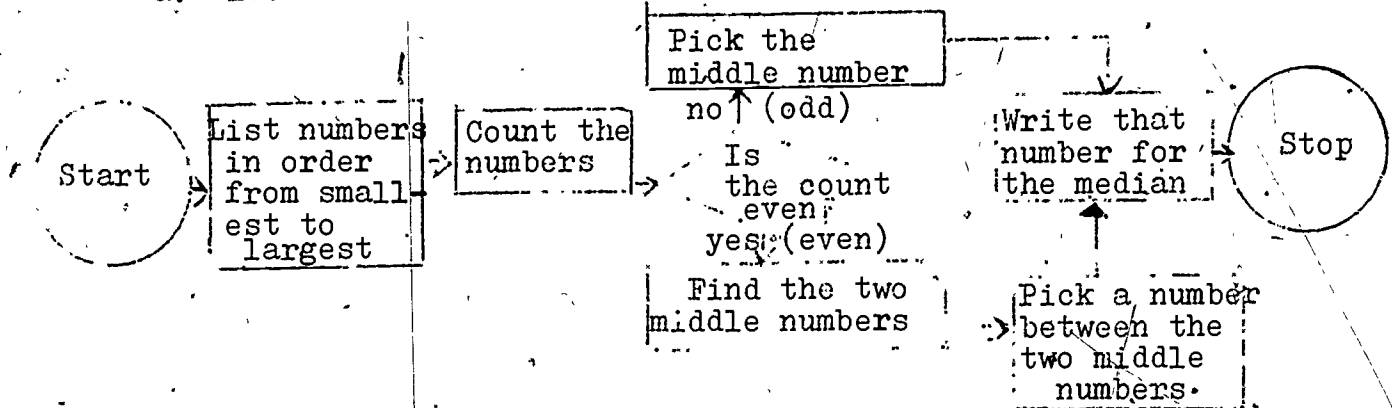 Start
List numbers
in order
from small-
est to
largest
Count the
numbers
Is
the count
even?
no (odd)
Pick the
middle number
yes (even)
Find the two
middle numbers
Pick a number
between the
two middle
numbers.
Write that
number for
the median
Stop